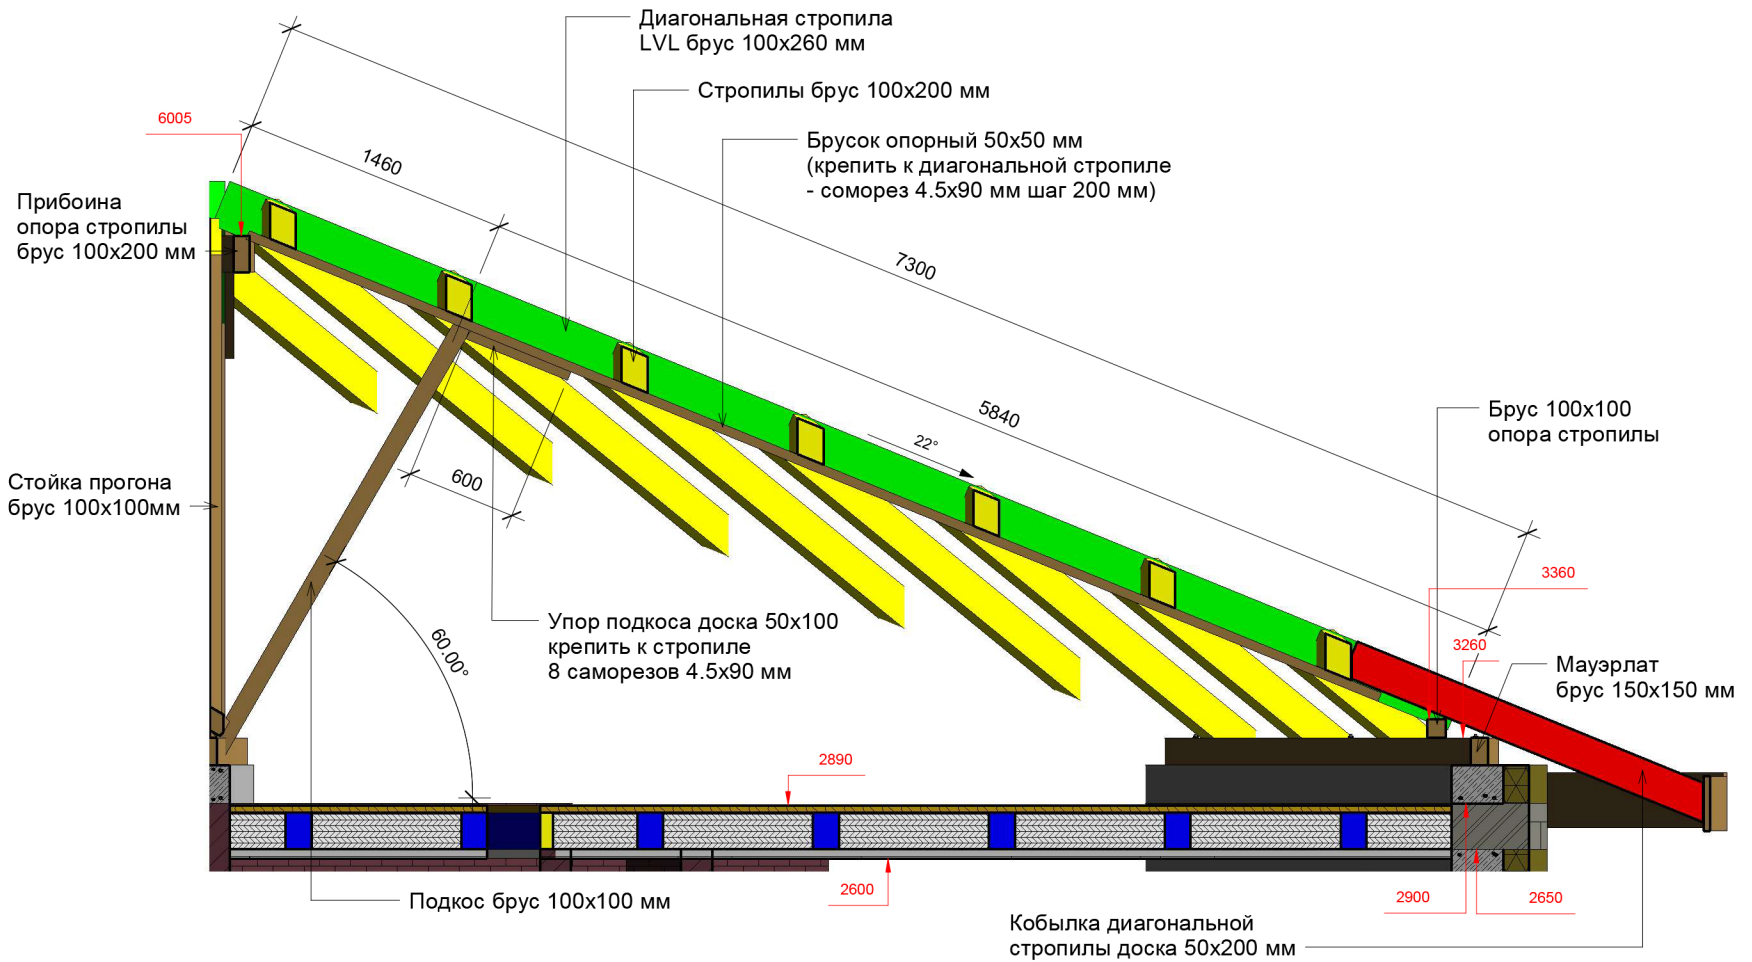 Диагональная стропила
LVL брус 100х260 мм
Стропилы брус 100х200 мм
6005
Брусок опорный 50х50 мм
(крепить к диагональной стропиле
- соморез 4.5х90 мм шаг 200 мм)
1460
Прибоина
опора стропилы
брус 100х200 мм
7300
5840
Брус 100х100
опора стропилы
22°
600
Стойка прогона
брус 100х100мм
3360
Упор подкоса доска 50х100
крепить к стропиле
8 саморезов 4.5х90 мм
60.00°
3260
Мауэрлат
брус 150х150 мм
2890
2600
2900
2650
Подкос брус 100х100 мм
Кобылка диагональной
стропилы доска 50х200 мм